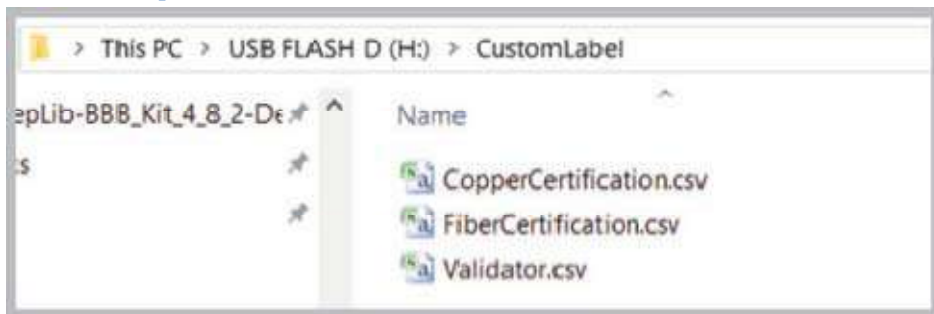 > This PC > USB FLASH D (H:) > CustomLabel
epLib-BBB_Kit_4_8_2-De
Name
s
CopperCertification.csv
FiberCertification.csv
Validator.csv